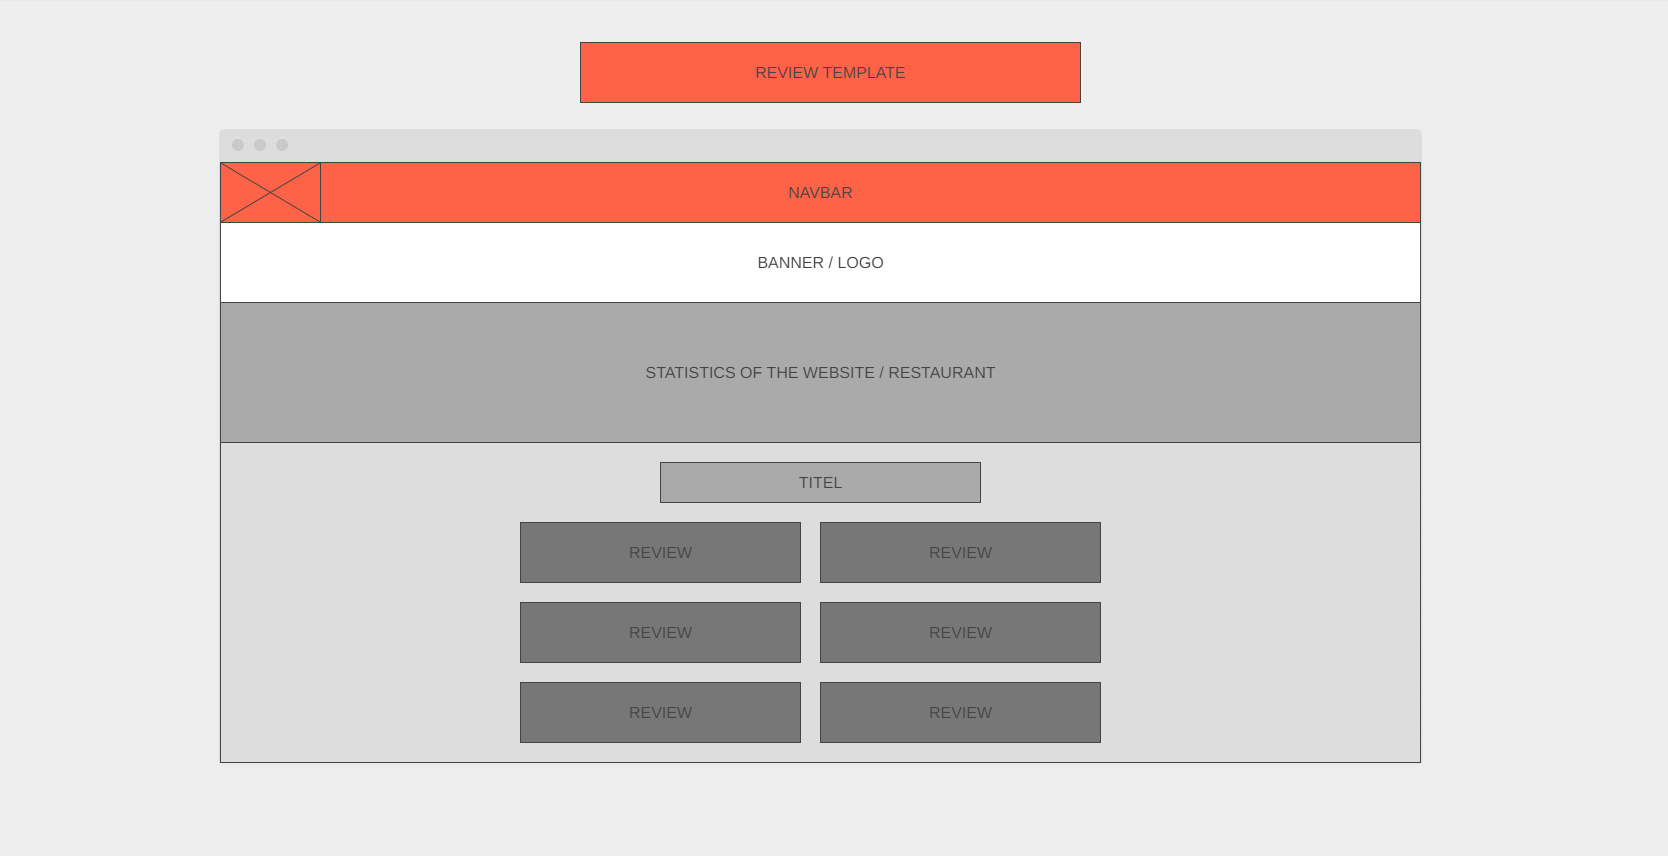 REVIEW TEMPLATE
NAVBAR
BANNER / LOGO
STATISTICS OF THE WEBSITE / RESTAURANT
TITEL
REVIEW REVIEW
REVIEW REVIEW
REVIEW REVIEW